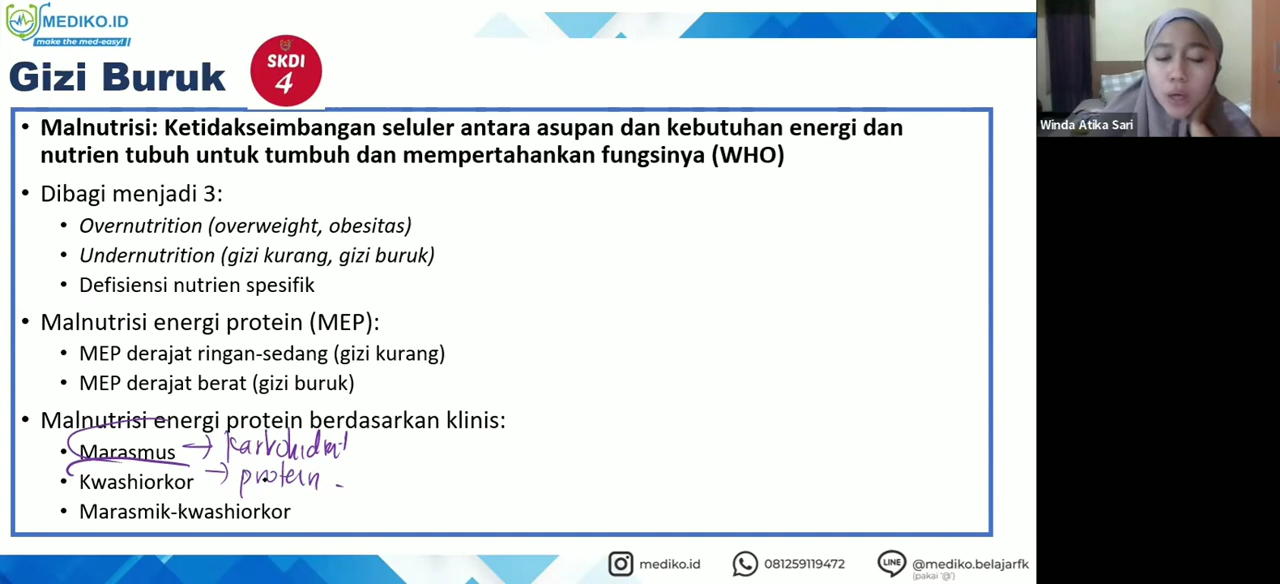 MEDIKO.ID
make the med-easy!
Gizi Buruk
SKDI
4
Winda Atika Sari
• Malnutrisi: Ketidakseimbangan seluler antara asupan dan kebutuhan energi dan
nutrien tubuh untuk tumbuh dan mempertahankan fungsinya (WHO)
• Dibagi menjadi 3:
• Overnutrition (overweight, obesitas)
• Undernutrition (gizi kurang, gizi buruk)
• Defisiensi nutrien spesifik
• Malnutrisi energi protein (MEP):
• MEP derajat ringan-sedang (gizi kurang)
• MEP derajat berat (gizi buruk)
• Malnutrisi energi protein berdasarkan klinis:
• Marasmus → karbohidrat
• Kwashiorkor → protein
• Marasmik-kwashiorkor
mediko.id
081259119472
LINE
@mediko.belajarfk
(pakai '@')